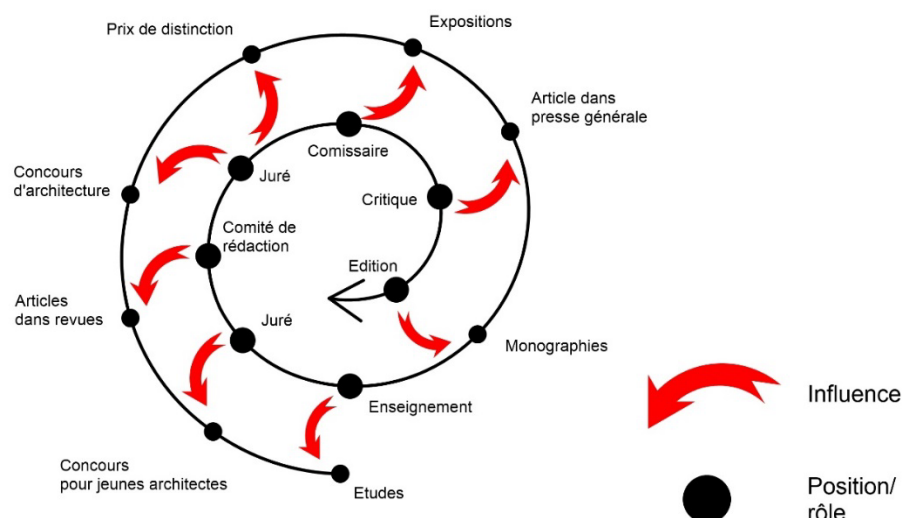 Prix de distinction
Expositions
Article dans
presse générale
Comissaire
Juré
Concours
d'architecture
Critique
Comité de
rédaction
Edition
Articles
dans revues
Juré
Monographies
Enseignement
Influence
Concours
pour jeunes architectes
Etudes
Position/
rôle